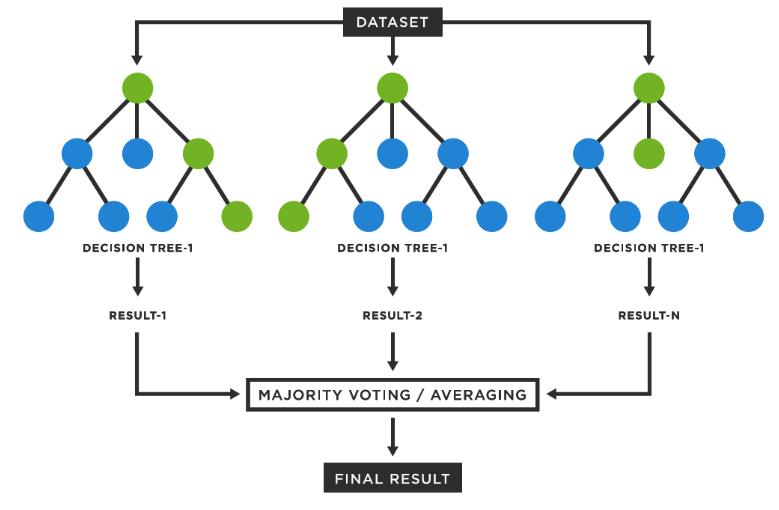 DATASET
DECISION TREE-1
DECISION TREE-1
DECISION TREE-1
RESULT-1
RESULT-2
RESULT-N
MAJORITY VOTING / AVERAGING
FINAL RESULT